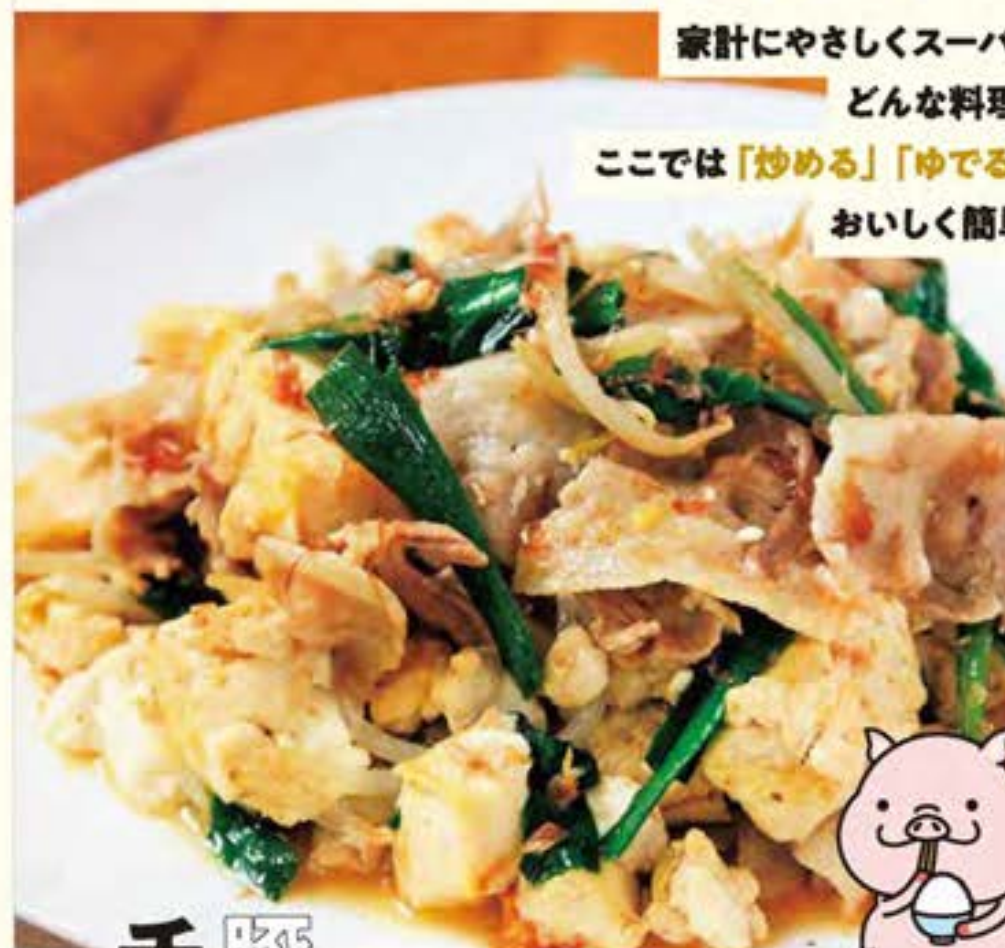 家計にやさしくスーパ
どんな料理
ここでは「炒める」「ゆでる
おいしく簡単